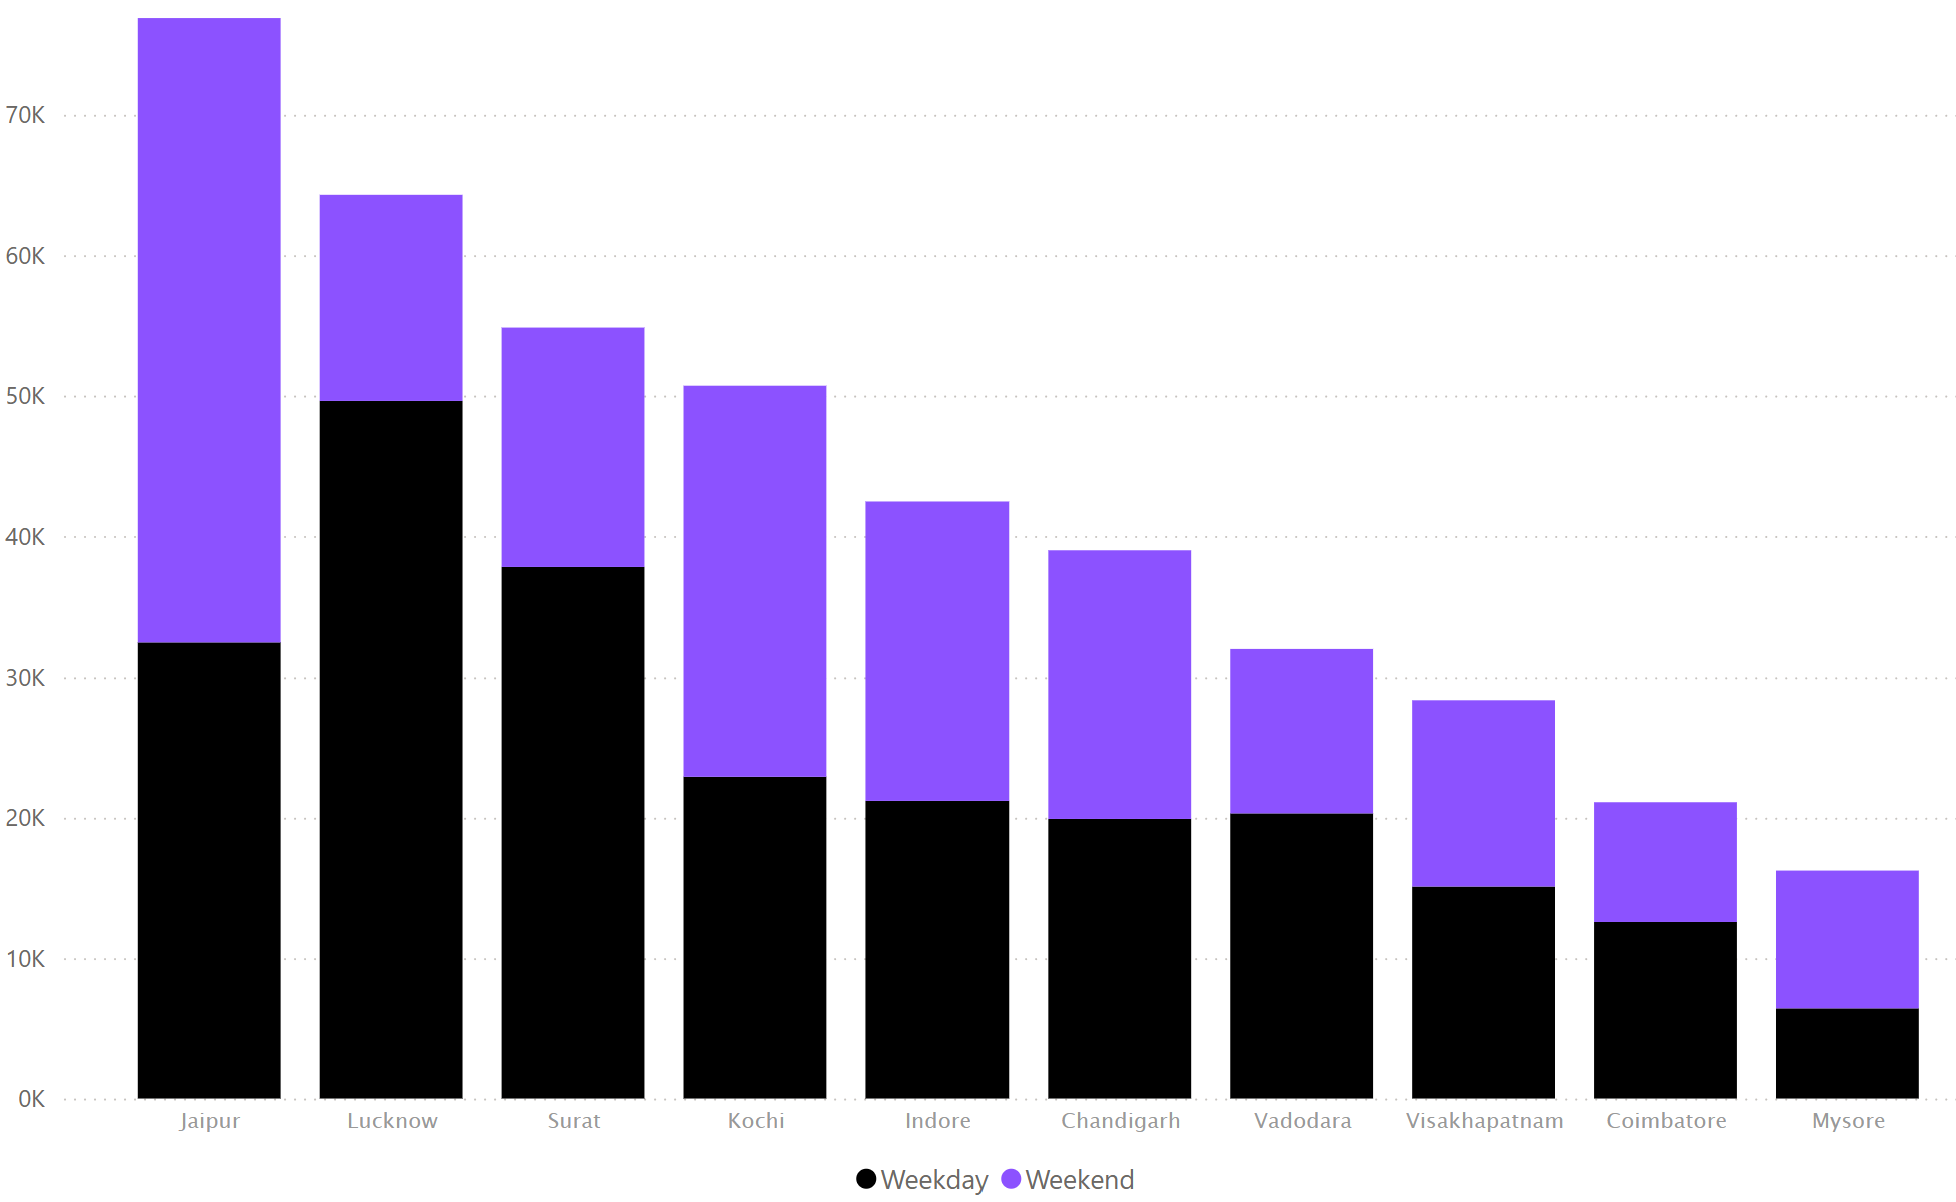 70K
60K
50K
40K
30K
20K
10K
0K
Jaipur Lucknow Surat Kochi Indore Chandigarh Vadodara Visakhapatnam Coimbatore Mysore
Weekday Weekend